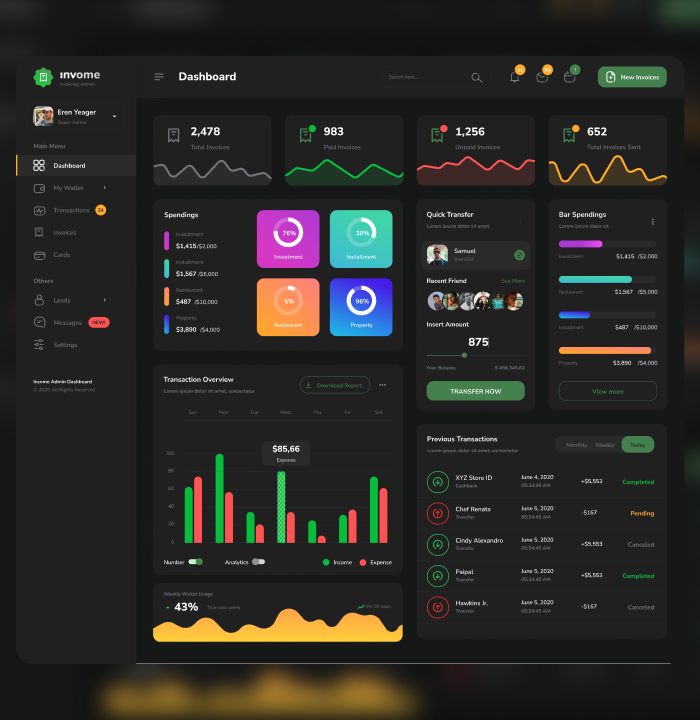 invome
Invoicing Admin
Dashboard
Search here...
New Invoices
Eren Yeager
Super Admin
Main Menu
Dashboard
My Wallet
Transactions
24
Invoices
Cards
Others
Leads
Messages
NEW!
Settings
Invome Admin Dashboard
© 2020 All Rights Reserved
2,478
Total Invoices
983
Paid Invoices
1,256
Unpaid Invoices
652
Total Invoices Sent
Spendings
Investment
$1,415 /$2,000
Installment
$1,567 /$5,000
Restaurant
$487 /$10,000
Property
$3,890 /$4,000
76%
Investment
30%
Installment
5%
Restaurant
96%
Property
Quick Transfer
Lorem ipsum dolor sit amet
Samuel
Recent Friend
See More
Insert Amount
875
Your Balance
$ 456,345.62
TRANSFER NOW
Bar Spendings
Lorem ipsum dolor sit
Investment
$1,415 /$2,000
Restaurant
$1,567 /$5,000
Installment
$487 /$10,000
Property
$3,890 /$4,000
View more
Transaction Overview
Lorem ipsum dolor sit amet, consectetur
Download Report
Sun Mon Tue Wed Thu Fri Sat
100
80
60
40
20
0
$85,66
Expense
Number
Analytics
Income
Expense
Weekly Wallet Usage
43%
Than last week
4% (30 days)
Previous Transactions
Lorem ipsum dolor sit amet, consectetur
Monthly Weekly Today
XYZ Store ID
Cashback
June 4, 2020
05:34:45 AM
+$5,553
Completed
Chef Renata
Transfer
June 5, 2020
05:34:45 AM
-$167
Pending
Cindy Alexandro
Transfer
June 5, 2020
05:34:45 AM
+$5,553
Canceled
Paipal
Transfer
June 5, 2020
05:34:45 AM
+$5,553
Completed
Hawkins Jr.
Transfer
June 5, 2020
05:34:45 AM
-$167
Canceled